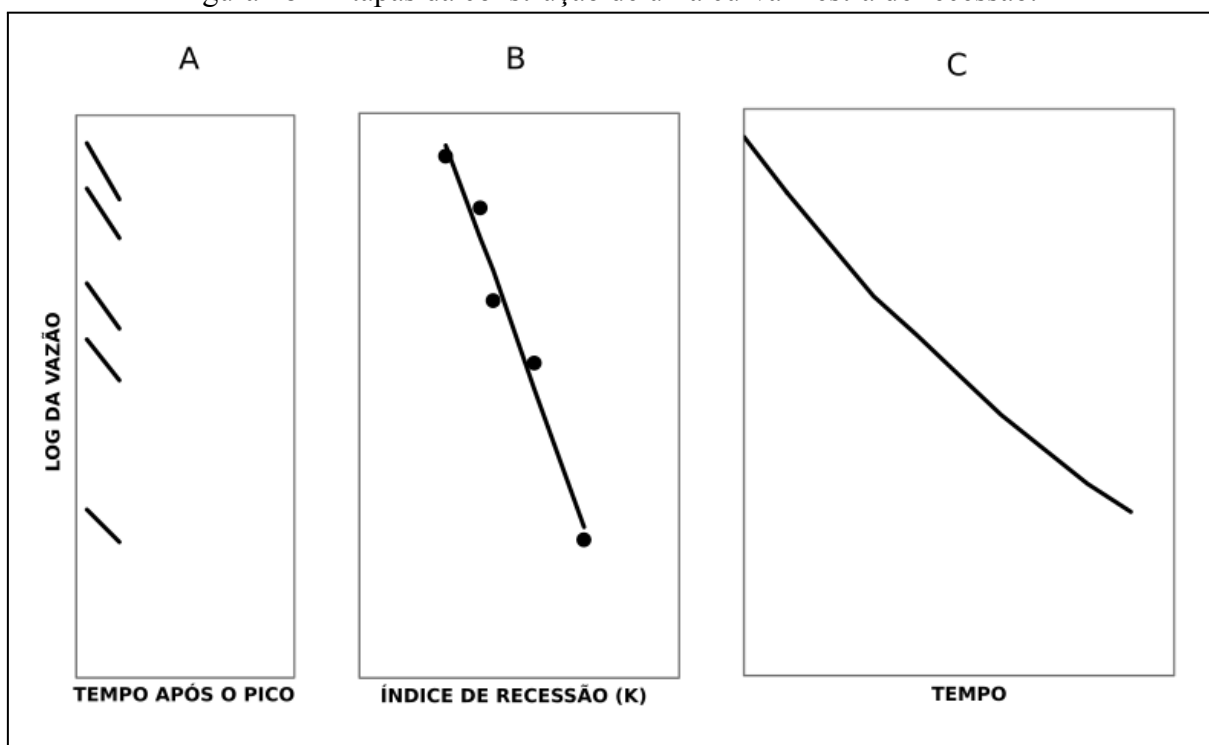 A
B
C
LOG DA VAZÃO
TEMPO APÓS O PICO
ÍNDICE DE RECESSÃO (K)
TEMPO